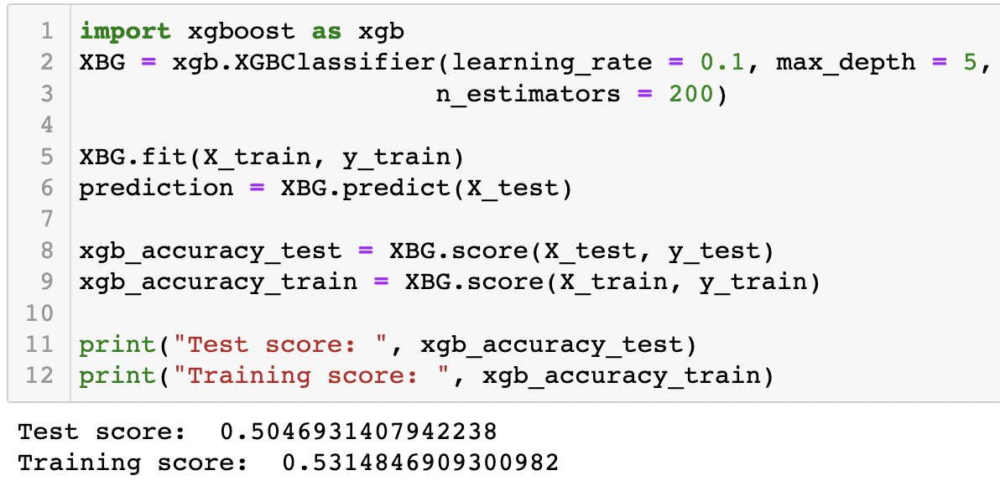 1 import xgboost as xgb
2 XBG = xgb.XGBClassifier(learning_rate = 0.1, max_depth = 5,
3                        n_estimators = 200)
4
5 XBG.fit(X_train, y_train)
6 prediction = XBG.predict(X_test)
7
8 xgb_accuracy_test = XBG.score(X_test, y_test)
9 xgb_accuracy_train = XBG.score(X_train, y_train)
10
11 print("Test score: ", xgb_accuracy_test)
12 print("Training score: ", xgb_accuracy_train)
Test score:  0.5046931407942238
Training score:  0.5314846909300982